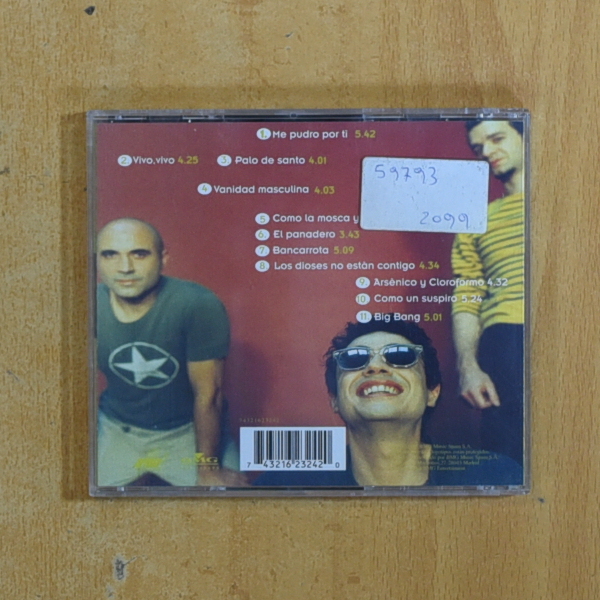 1 Me pudro por ti 5.42
2 Vivo,vivo 4.25 3 Palo de santo 4.01
4 Vanidad masculina 4.03
59793
2099
5 Como la mosca y
6 El panadero 3.43
7 Bancarrota 5.09
8 Los dioses no están contigo 4.34
9 Arsènico y Cloroformo 4.32
10 Como un suspiro 5.24
11 Big Bang 5.01
BMG
7 43216 23242 0